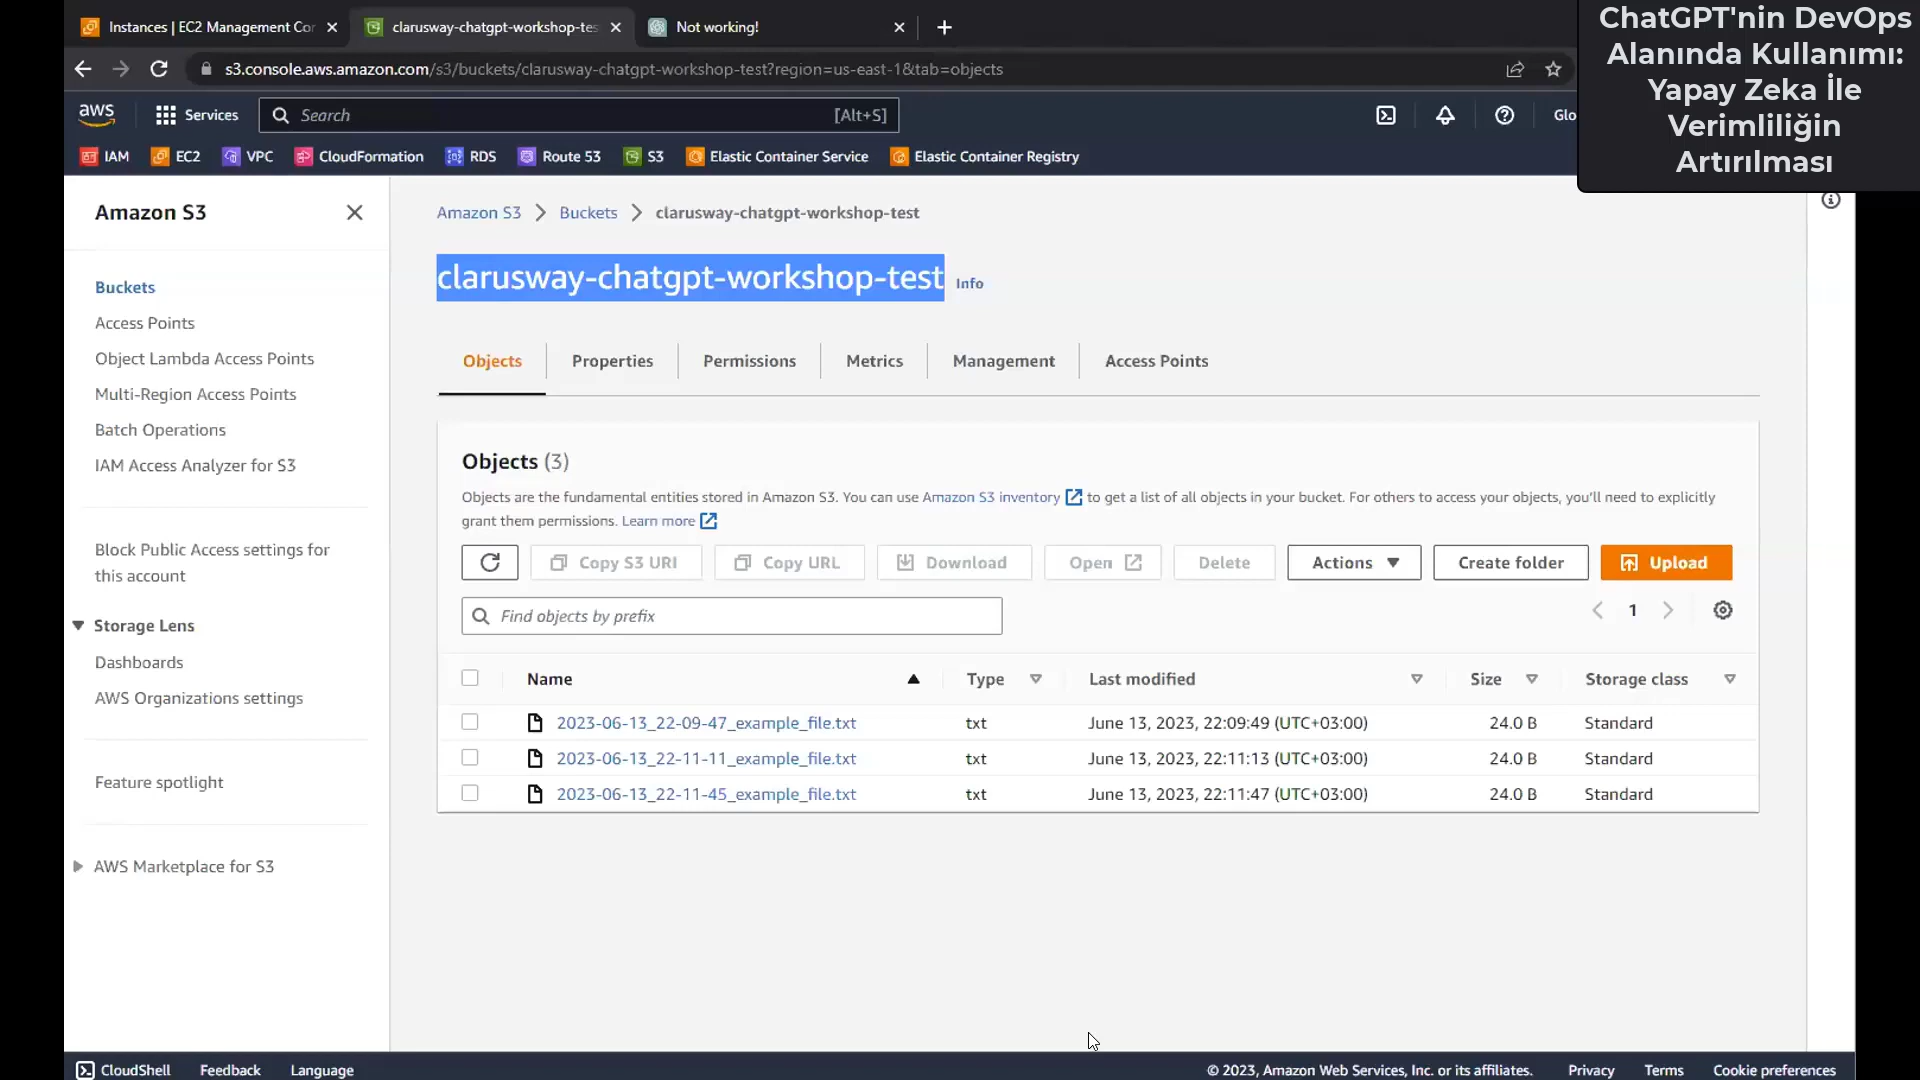 Instances | EC2 Management Cor
clarusway-chatgpt-workshop-tes
Not working!
s3.console.aws.amazon.com/s3/buckets/clarusway-chatgpt-workshop-test?region=us-east-1&tab=objects
ChatGPT'nin DevOps
Alanında Kullanımı:
Yapay Zeka İle
Verimliliğin
Artırılması
aws
Services
Search
[Alt+S]
Glo
IAM
EC2
VPC
CloudFormation
RDS
Route 53
S3
Elastic Container Service
Elastic Container Registry
Amazon S3
Buckets
Access Points
Object Lambda Access Points
Multi-Region Access Points
Batch Operations
IAM Access Analyzer for S3
Block Public Access settings for
this account
Storage Lens
Dashboards
AWS Organizations settings
Feature spotlight
AWS Marketplace for S3
Amazon S3 > Buckets > clarusway-chatgpt-workshop-test
clarusway-chatgpt-workshop-test Info
Objects
Properties
Permissions
Metrics
Management
Access Points
Objects (3)
Objects are the fundamental entities stored in Amazon S3. You can use Amazon S3 inventory to get a list of all objects in your bucket. For others to access your objects, you'll need to explicitly
grant them permissions. Learn more
Copy S3 URI
Copy URL
Download
Open
Delete
Actions
Create folder
Upload
Find objects by prefix
1
Name Type Last modified Size Storage class
2023-06-13_22-09-47_example_file.txt txt June 13, 2023, 22:09:49 (UTC+03:00) 24.0 B Standard
2023-06-13_22-11-11_example_file.txt txt June 13, 2023, 22:11:13 (UTC+03:00) 24.0 B Standard
2023-06-13_22-11-45_example_file.txt txt June 13, 2023, 22:11:47 (UTC+03:00) 24.0 B Standard
CloudShell
Feedback
Language
© 2023, Amazon Web Services, Inc. or its affiliates.
Privacy
Terms
Cookie preferences